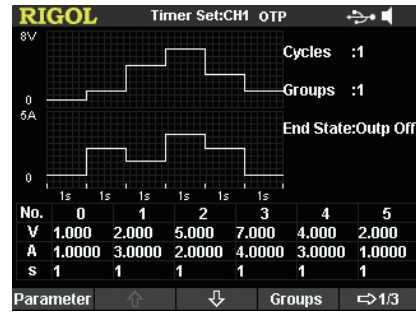 RIGOL Timer Set:CH1 OTP
8V
Cycles :1
0
Groups :1
5A
End State:Outp Off
0
1s 1s 1s 1s 1s 1s
No. 0 1 2 3 4 5
V 1.000 2.000 5.000 7.000 4.000 2.000
A 1.0000 3.0000 2.0000 4.0000 3.0000 1.0000
s 1 1 1 1 1 1
Parameter Groups 1/3